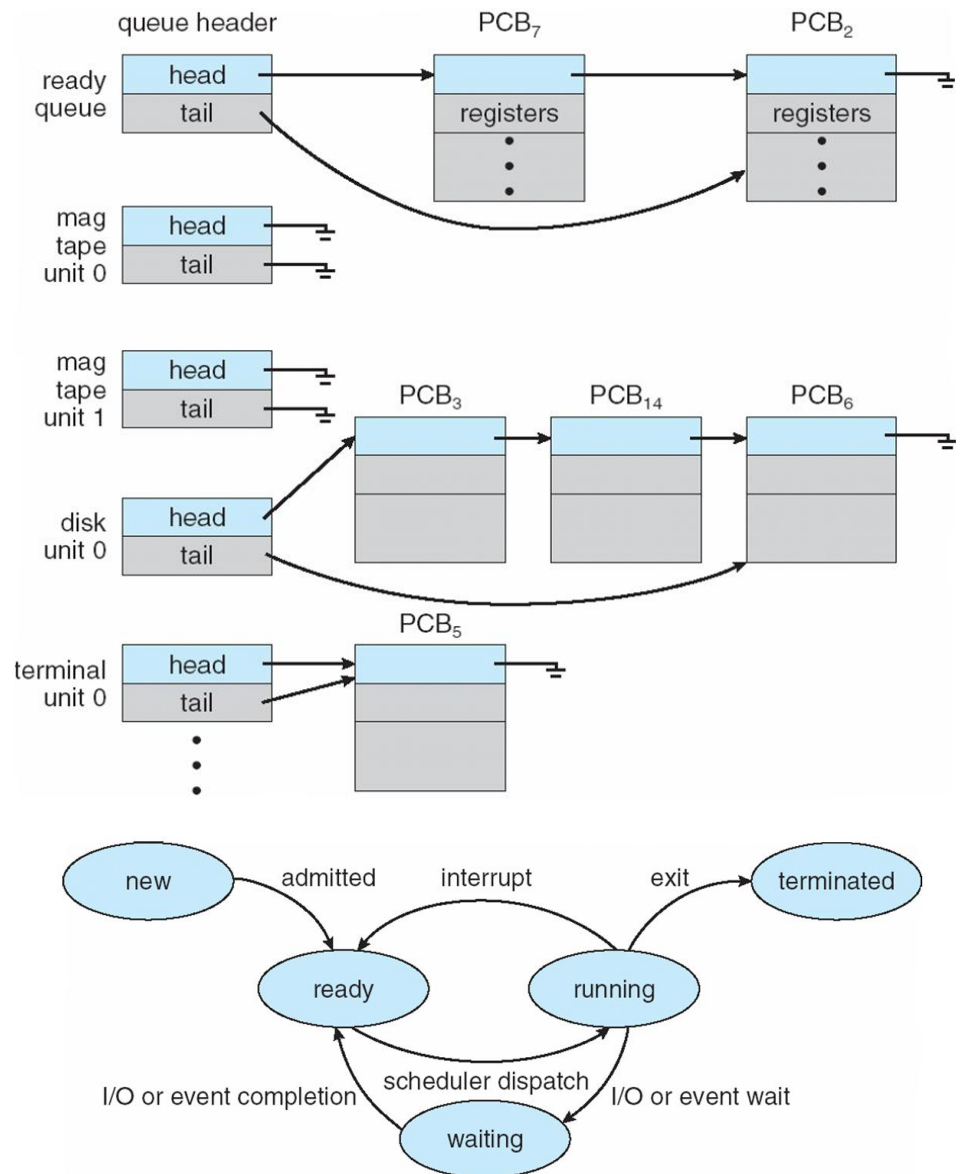 queue header
PCB7
PCB2
ready
queue
head
tail
registers
registers
mag
tape
unit 0
head
tail
mag
tape
unit 1
head
tail
PCB3
PCB14
PCB6
disk
unit 0
head
tail
PCB5
terminal
unit 0
head
tail
new
admitted
interrupt
exit
terminated
ready
running
I/O or event completion
scheduler dispatch
I/O or event wait
waiting